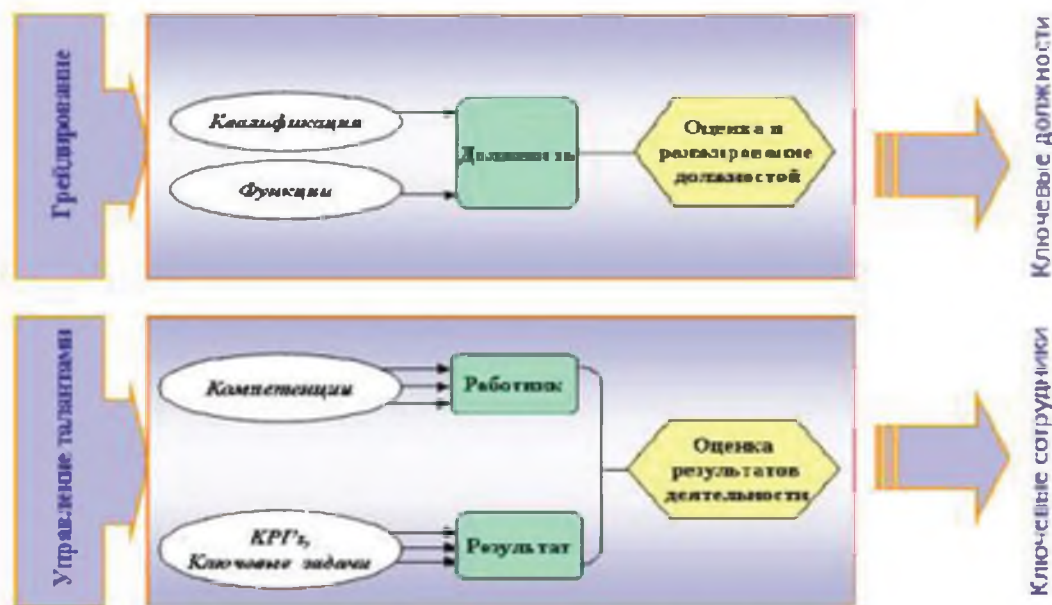 Грейдирование
Квалификация
Функции
Должность
Оценка и
ранжирование
должностей
Ключевые должности
Управление талантами
Компетенции
Работник
KPI's,
Ключевые задачи
Результат
Оценка
результатов
деятельности
Ключевые сотрудники